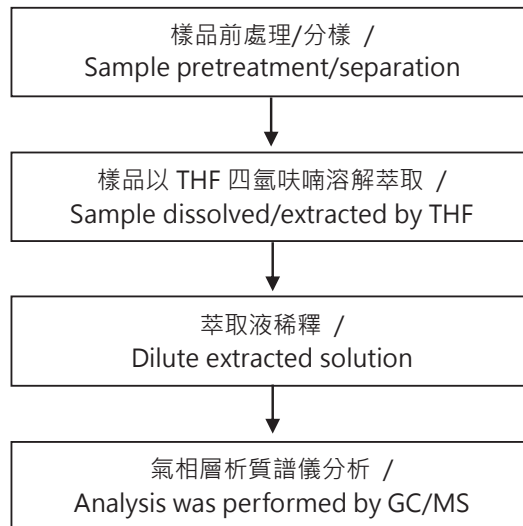 樣品前處理/分樣 /
Sample pretreatment/separation
樣品以 THF 四氫呋喃溶解萃取 /
Sample dissolved/extracted by THF
萃取液稀釋 /
Dilute extracted solution
氣相層析質譜儀分析 /
Analysis was performed by GC/MS